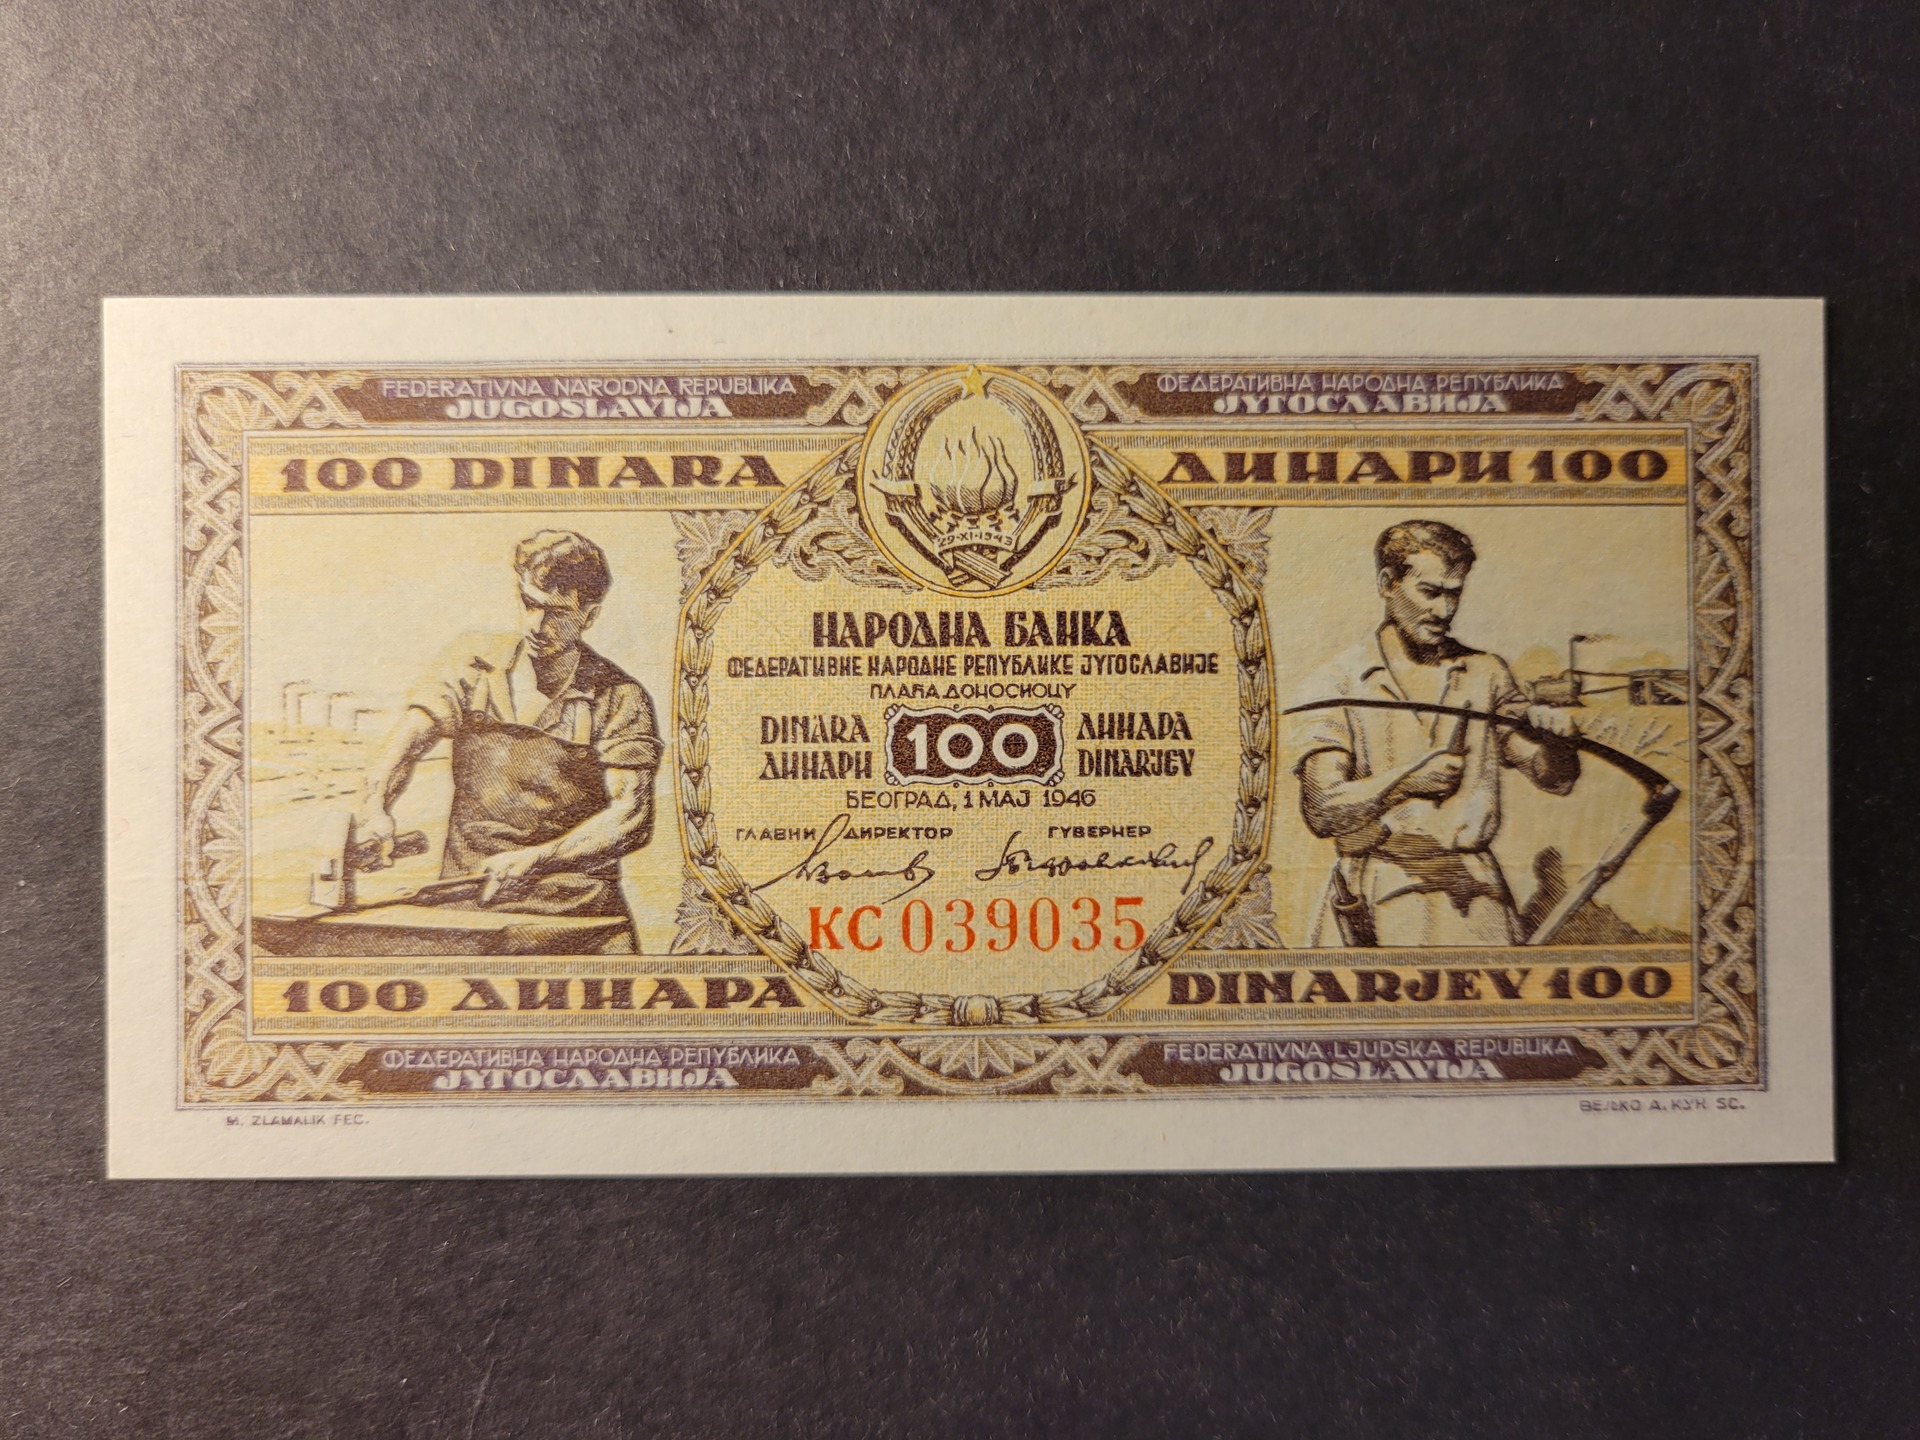 FEDERATIVNA NARODNA REPUBLIKA
JUGOSLAVIJA
ФЕДЕРАТИВНА НАРОДНА РЕПУБЛИКА
ЈУГОСЛАВИЈА
100 DINARA
ДИНАРИ 100
29·XI·1943
НАРОДНА БАНКА
ФЕДЕРАТИВНЕ НАРОДНЕ РЕПУБЛИКЕ ЈУГОСЛАВИЈЕ
ПЛАЋА ДОНОСИОЦУ
DINARA 100 ДИНАРА
ДИНАРИ DINARJEV
БЕОГРАД, 1 МАЈ 1946
ГЛАВНИ ДИРЕКТОР ГУВЕРНЕР
КС 039035
100 ДИНАРА
DINARJEV 100
ФЕДЕРАТИВНА НАРОДНА РЕПУБЛИКА
ЈУГОСЛАВИЈА
FEDERATIVNA LJUDSKA REPUBLIKA
JUGOSLAVIJA
M. ZLAMALIK FEC.
ВЕЉКО А. КУН SC.